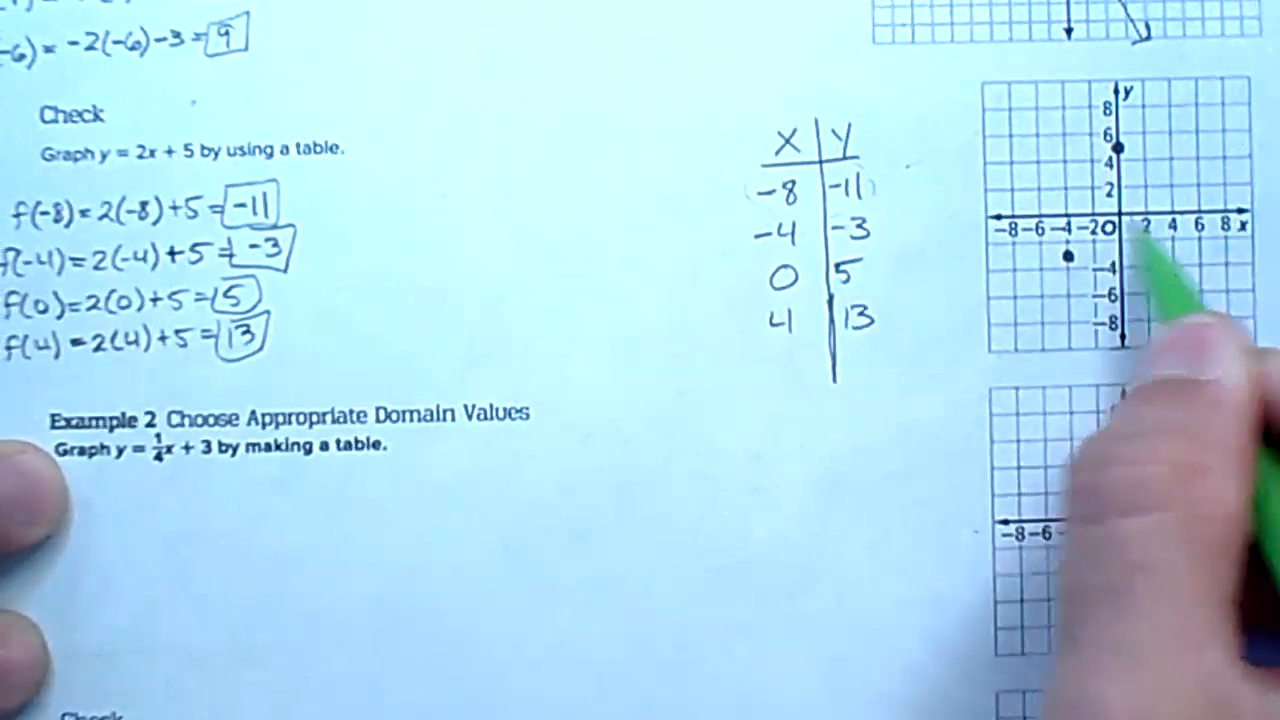 -6) = -2(-6)-3 = 9
Check
Graph y = 2x + 5 by using a table.
f(-8) = 2(-8)+5 = -11
f(-4) = 2(-4)+5 = -3
f(0) = 2(0)+5 = 5
f(4) = 2(4)+5 = 13
X Y
-8 -11
-4 -3
0 5
4 13
y
8
6
4
2
-8 -6 -4 -2 O 2 4 6 8 x
-4
-6
-8
Example 2 Choose Appropriate Domain Values
Graph y = 1/4x + 3 by making a table.
-8 -6
Check